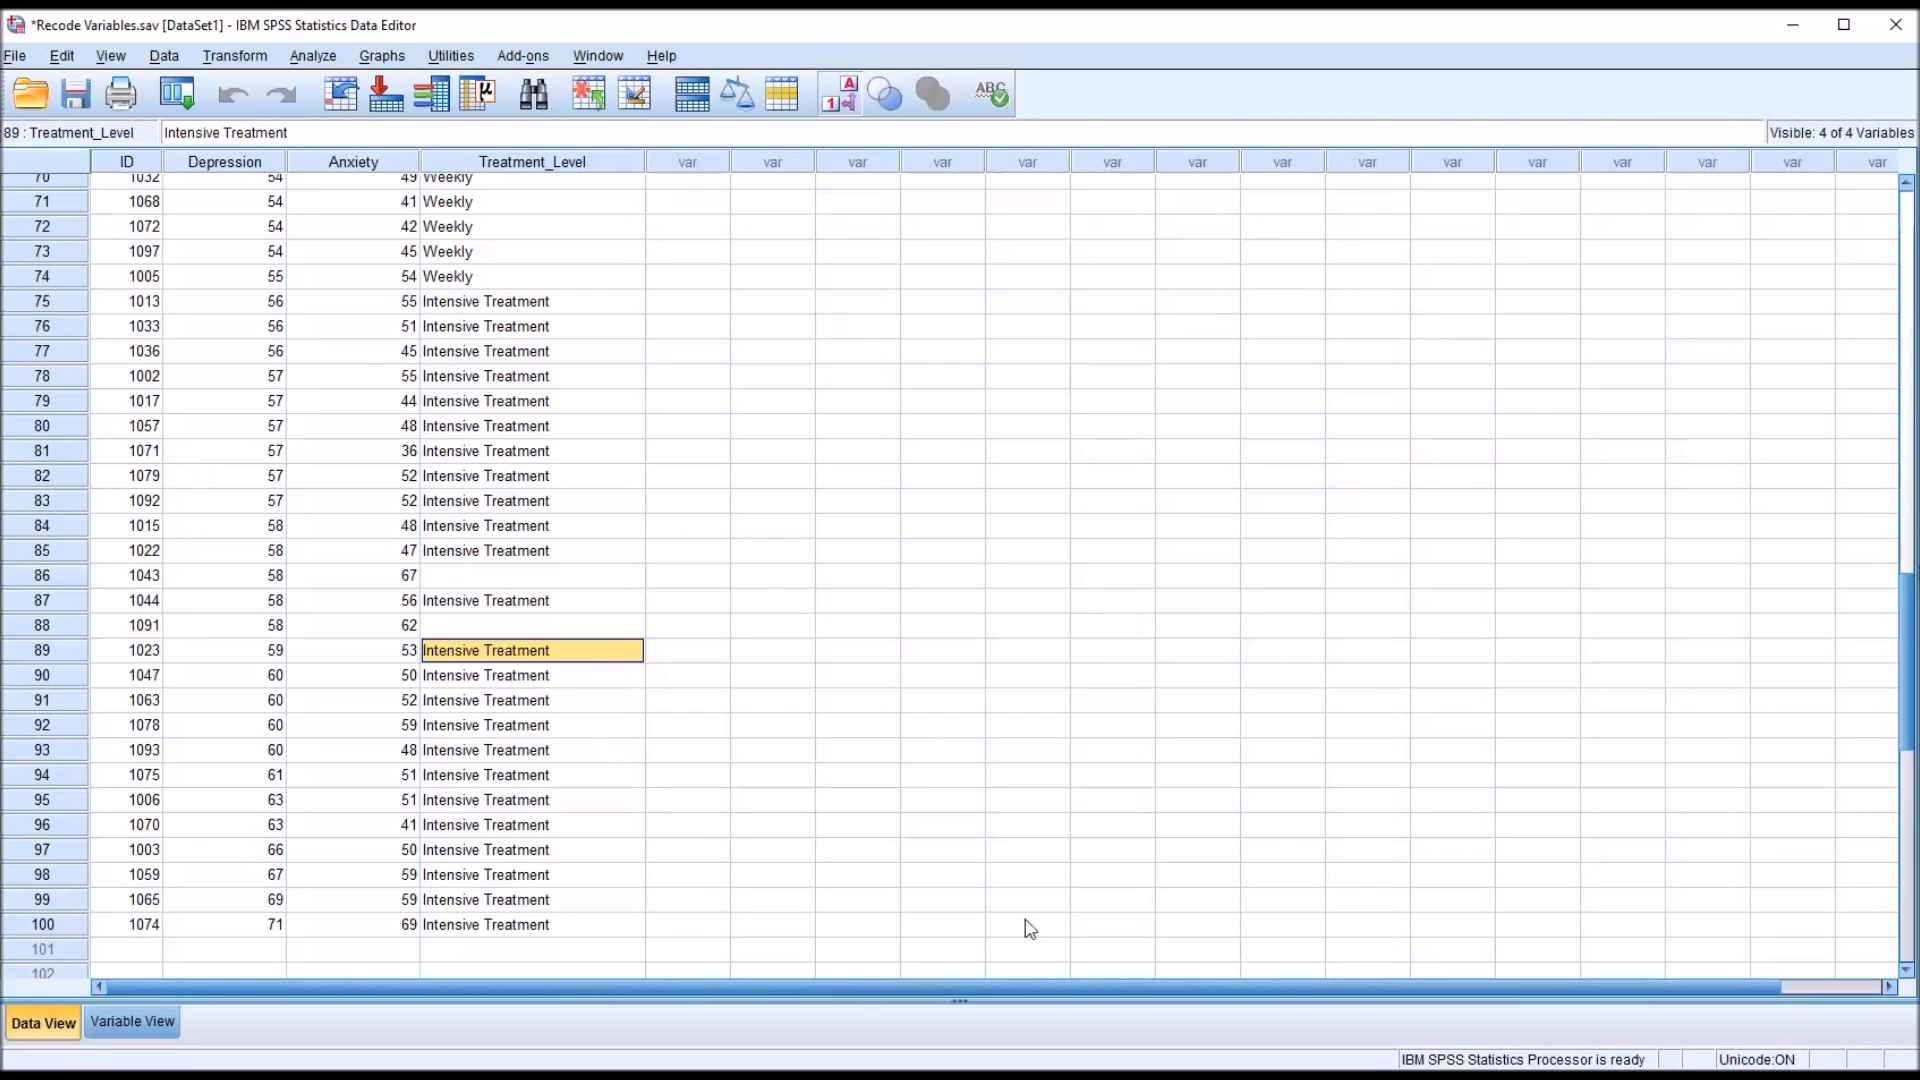 *Recode Variables.sav [DataSet1] - IBM SPSS Statistics Data Editor
File Edit View Data Transform Analyze Graphs Utilities Add-ons Window Help
1 A ABC
89 : Treatment_Level Intensive Treatment Visible: 4 of 4 Variables
ID Depression Anxiety Treatment_Level var var var var var var var var var var var var var var var
70 1032 54 49 Weekly
71 1068 54 41 Weekly
72 1072 54 42 Weekly
73 1097 54 45 Weekly
74 1005 55 54 Weekly
75 1013 56 55 Intensive Treatment
76 1033 56 51 Intensive Treatment
77 1036 56 45 Intensive Treatment
78 1002 57 55 Intensive Treatment
79 1017 57 44 Intensive Treatment
80 1057 57 48 Intensive Treatment
81 1071 57 36 Intensive Treatment
82 1079 57 52 Intensive Treatment
83 1092 57 52 Intensive Treatment
84 1015 58 48 Intensive Treatment
85 1022 58 47 Intensive Treatment
86 1043 58 67
87 1044 58 56 Intensive Treatment
88 1091 58 62
89 1023 59 53 Intensive Treatment
90 1047 60 50 Intensive Treatment
91 1063 60 52 Intensive Treatment
92 1078 60 59 Intensive Treatment
93 1093 60 48 Intensive Treatment
94 1075 61 51 Intensive Treatment
95 1006 63 51 Intensive Treatment
96 1070 63 41 Intensive Treatment
97 1003 66 50 Intensive Treatment
98 1059 67 59 Intensive Treatment
99 1065 69 59 Intensive Treatment
100 1074 71 69 Intensive Treatment
101
102
Data View Variable View
IBM SPSS Statistics Processor is ready Unicode:ON